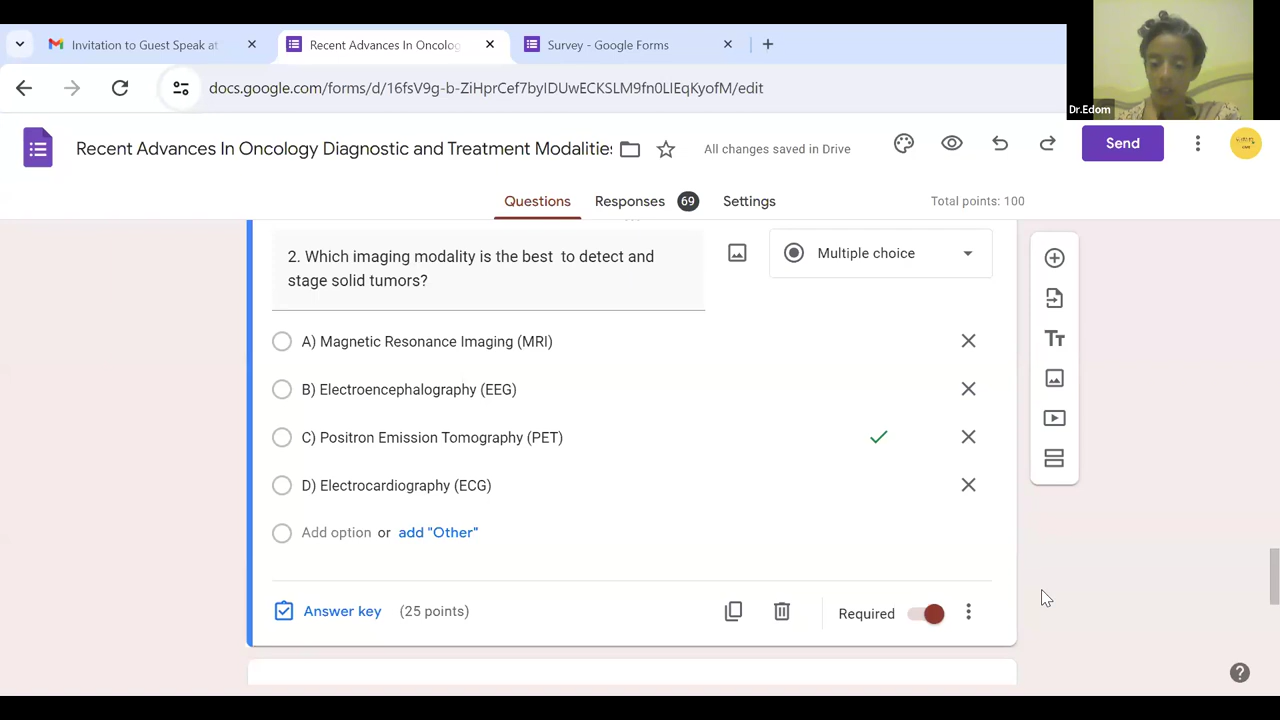 Invitation to Guest Speak at
Recent Advances In Oncolo
Survey - Google Forms
docs.google.com/forms/d/16fsV9g-b-ZiHprCef7byIDUwECKSLM9fn0LIEqKyofM/edit
Dr.Edom
Recent Advances In Oncology Diagnostic and Treatment Modalities
All changes saved in Drive
Send
Questions
Responses 69
Settings
Total points: 100
2. Which imaging modality is the best to detect and
stage solid tumors?
Multiple choice
A) Magnetic Resonance Imaging (MRI)
B) Electroencephalography (EEG)
C) Positron Emission Tomography (PET)
D) Electrocardiography (ECG)
Add option or add "Other"
Answer key (25 points)
Required
Tт